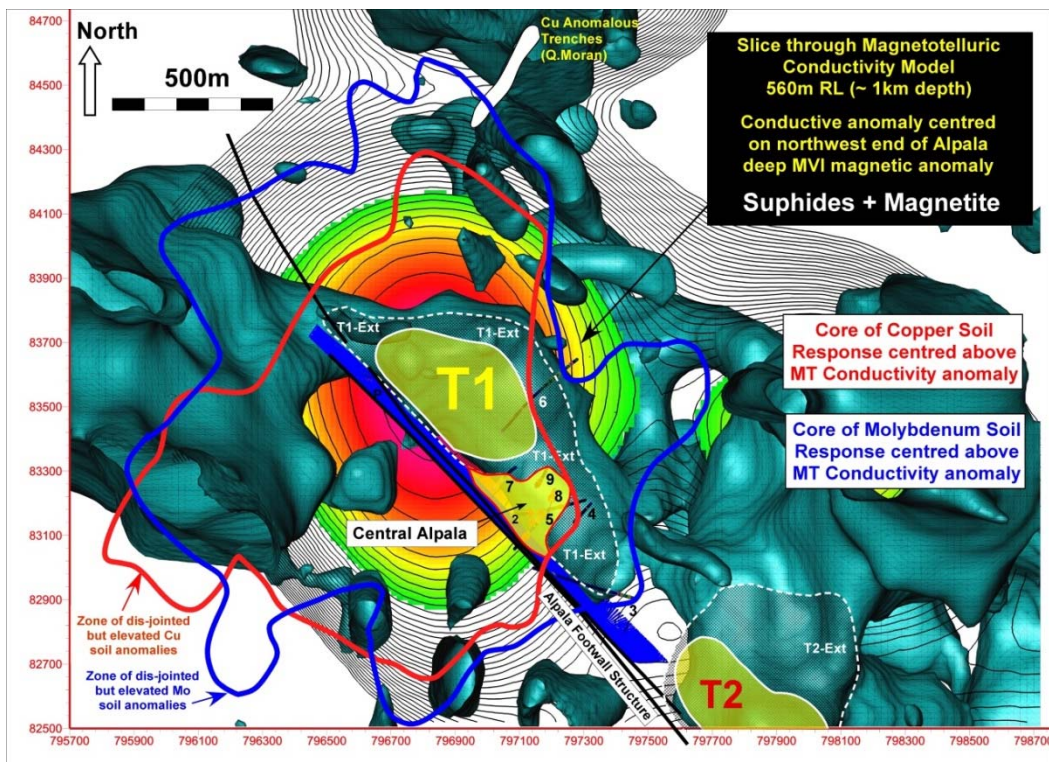 84700
84500
84300
84100
83900
83700
83500
83300
83100
82900
82700
82500
North
500m
Cu Anomalous
Trenches
(Q.Moran)
Slice through Magnetotelluric
Conductivity Model
560m RL (~ 1km depth)
Conductive anomaly centred
on northwest end of Alpala
deep MVI magnetic anomaly
Suphides + Magnetite
Core of Copper Soil
Response centred above
MT Conductivity anomaly
Core of Molybdenum Soil
Response centred above
MT Conductivity anomaly
T1-Ext
T1-Ext
T1
6
T1-Ext
7
9
8
2
5
4
Central Alpala
T1-Ext
3
Alpala Footwall Structure
T2-Ext
T2
Zone of dis-jointed
but elevated Cu
soil anomalies
Zone of dis-jointed
but elevated Mo
soil anomalies
795700
795900
796100
796300
796500
796700
796900
797100
797300
797500
797700
797900
798100
798300
798500
798700